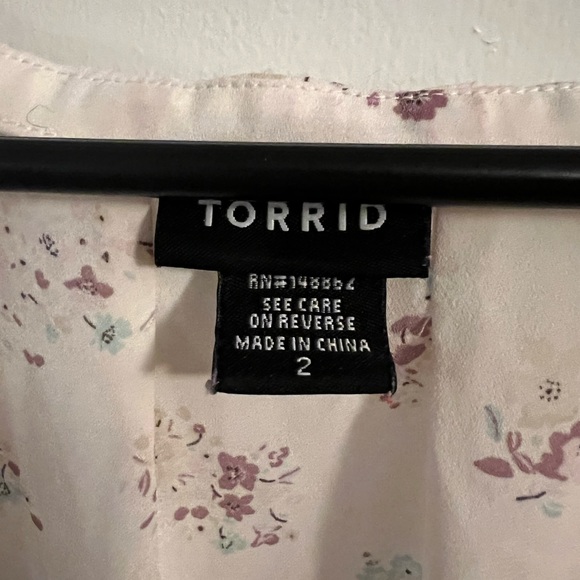 TORRID
RN#148862
SEE CARE
ON REVERSE
MADE IN CHINA
2